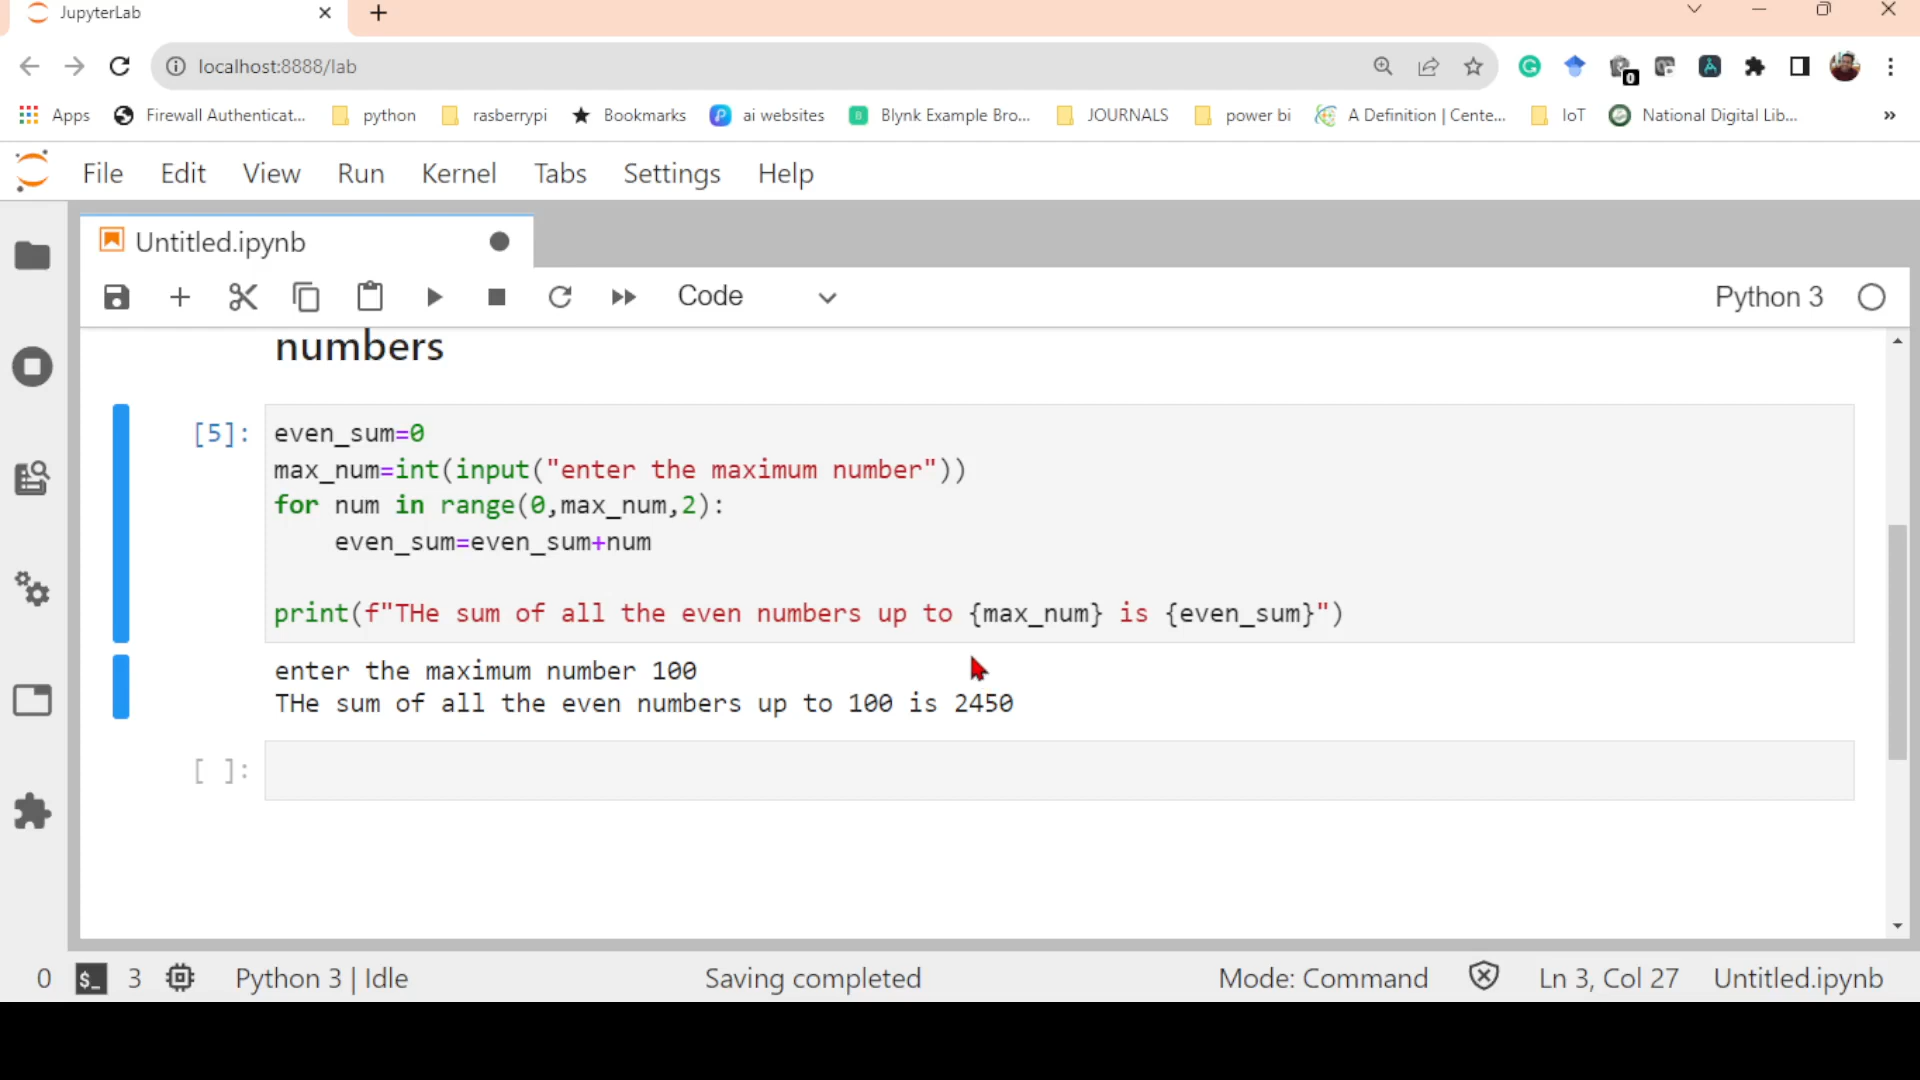 JupyterLab
localhost:8888/lab
0
Apps Firewall Authenticat... python rasberrypi Bookmarks ai websites Blynk Example Bro... JOURNALS power bi A Definition | Cente... IoT National Digital Lib... »
File Edit View Run Kernel Tabs Settings Help
Untitled.ipynb
Code Python 3
numbers
[5]: even_sum=0
max_num=int(input("enter the maximum number"))
for num in range(0,max_num,2):
even_sum=even_sum+num
print(f"THe sum of all the even numbers up to {max_num} is {even_sum}")
enter the maximum number 100
THe sum of all the even numbers up to 100 is 2450
[ ]:
0 $_ 3 Python 3 | Idle Saving completed Mode: Command Ln 3, Col 27 Untitled.ipynb